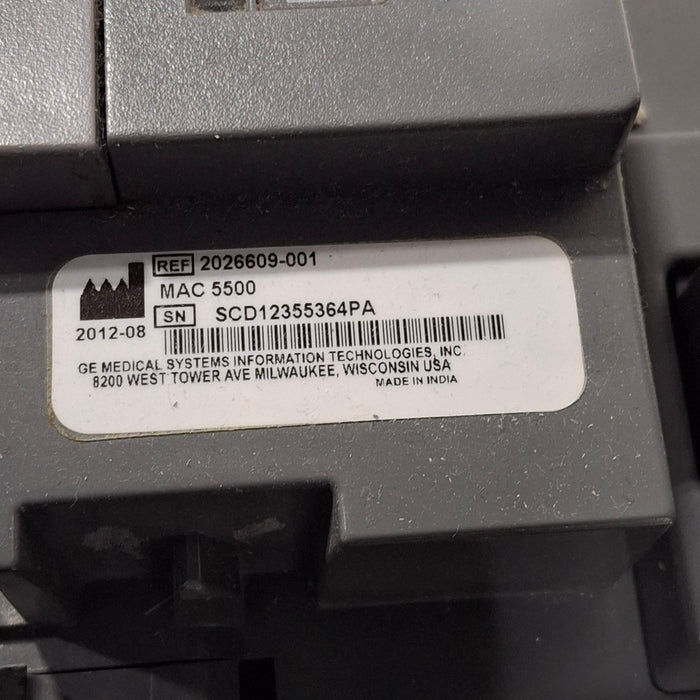 REF 2026609-001
MAC 5500
SN SCD12355364PA
2012-08
GE MEDICAL SYSTEMS INFORMATION TECHNOLOGIES, INC.
8200 WEST TOWER AVE MILWAUKEE, WISCONSIN USA
MADE IN INDIA